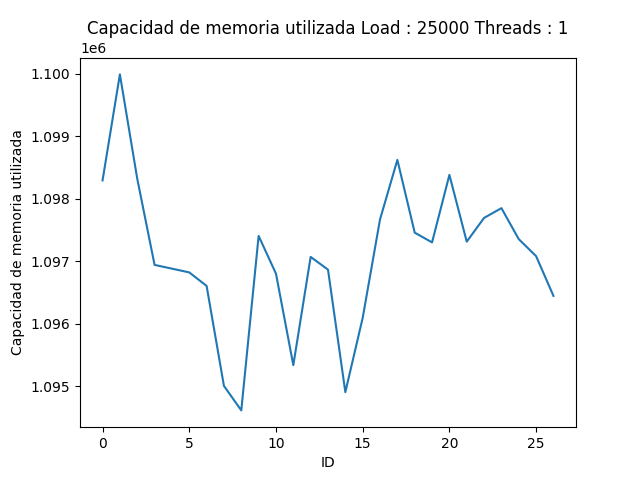 Capacidad de memoria utilizada Load : 25000 Threads : 1
1e6
1.100
1.099
1.098
1.097
1.096
1.095
Capacidad de memoria utilizada
0 5 10 15 20 25
ID